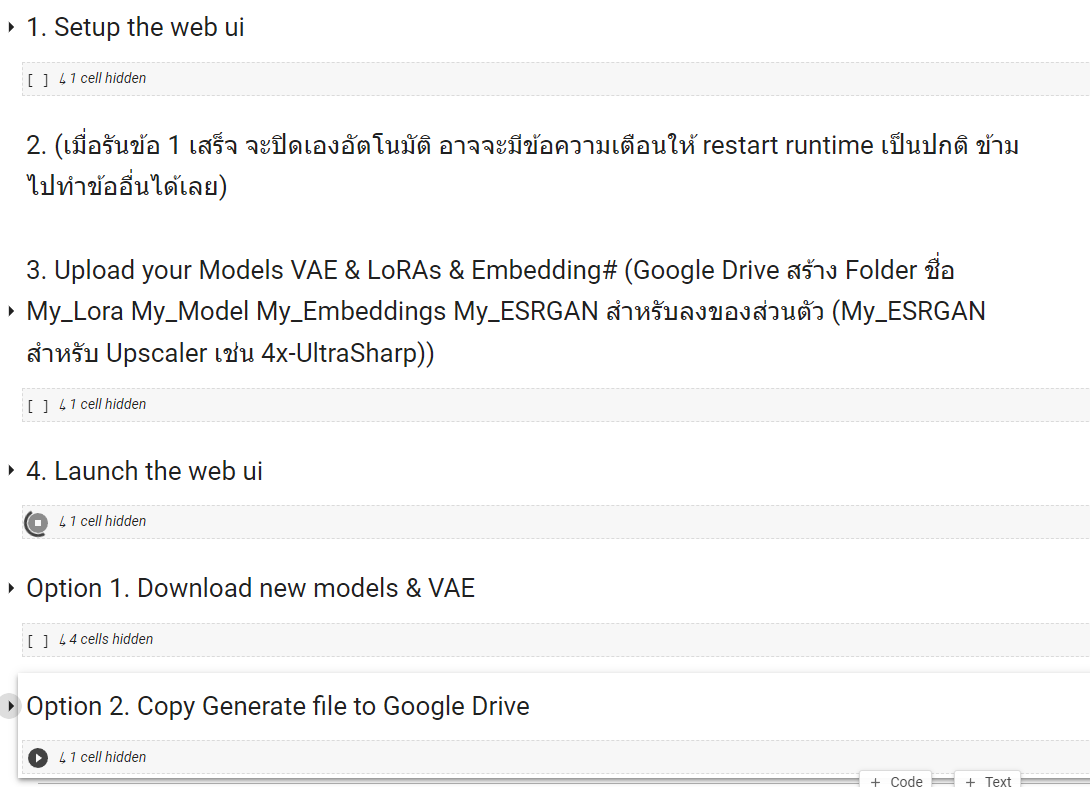 1. Setup the web ui
[ ] ↳ 1 cell hidden
2. (เมื่อรันข้อ 1 เสร็จ จะปิดเองอัตโนมัติ อาจจะมีข้อความเตือนให้ restart runtime เป็นปกติ ข้าม
ไปทำข้ออื่นได้เลย)
3. Upload your Models VAE & LoRAs & Embedding# (Google Drive สร้าง Folder ชื่อ
My_Lora My_Model My_Embeddings My_ESRGAN สำหรับลงของส่วนตัว (My_ESRGAN
สำหรับ Upscaler เช่น 4x-UltraSharp))
[ ] ↳ 1 cell hidden
4. Launch the web ui
↳ 1 cell hidden
Option 1. Download new models & VAE
[ ] ↳ 4 cells hidden
Option 2. Copy Generate file to Google Drive
↳ 1 cell hidden
+ Code + Text